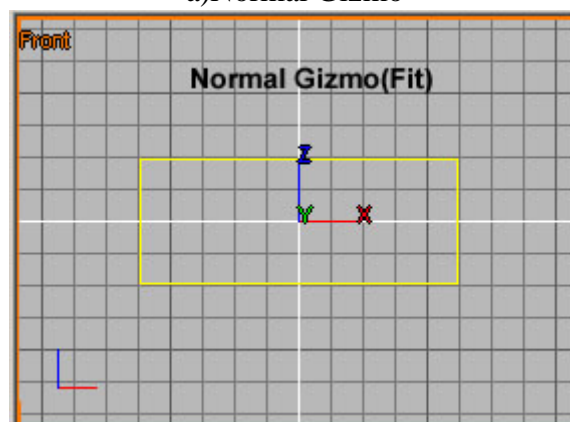 a)Normal Gizmo
Front
Normal Gizmo(Fit)
Z
Y
X